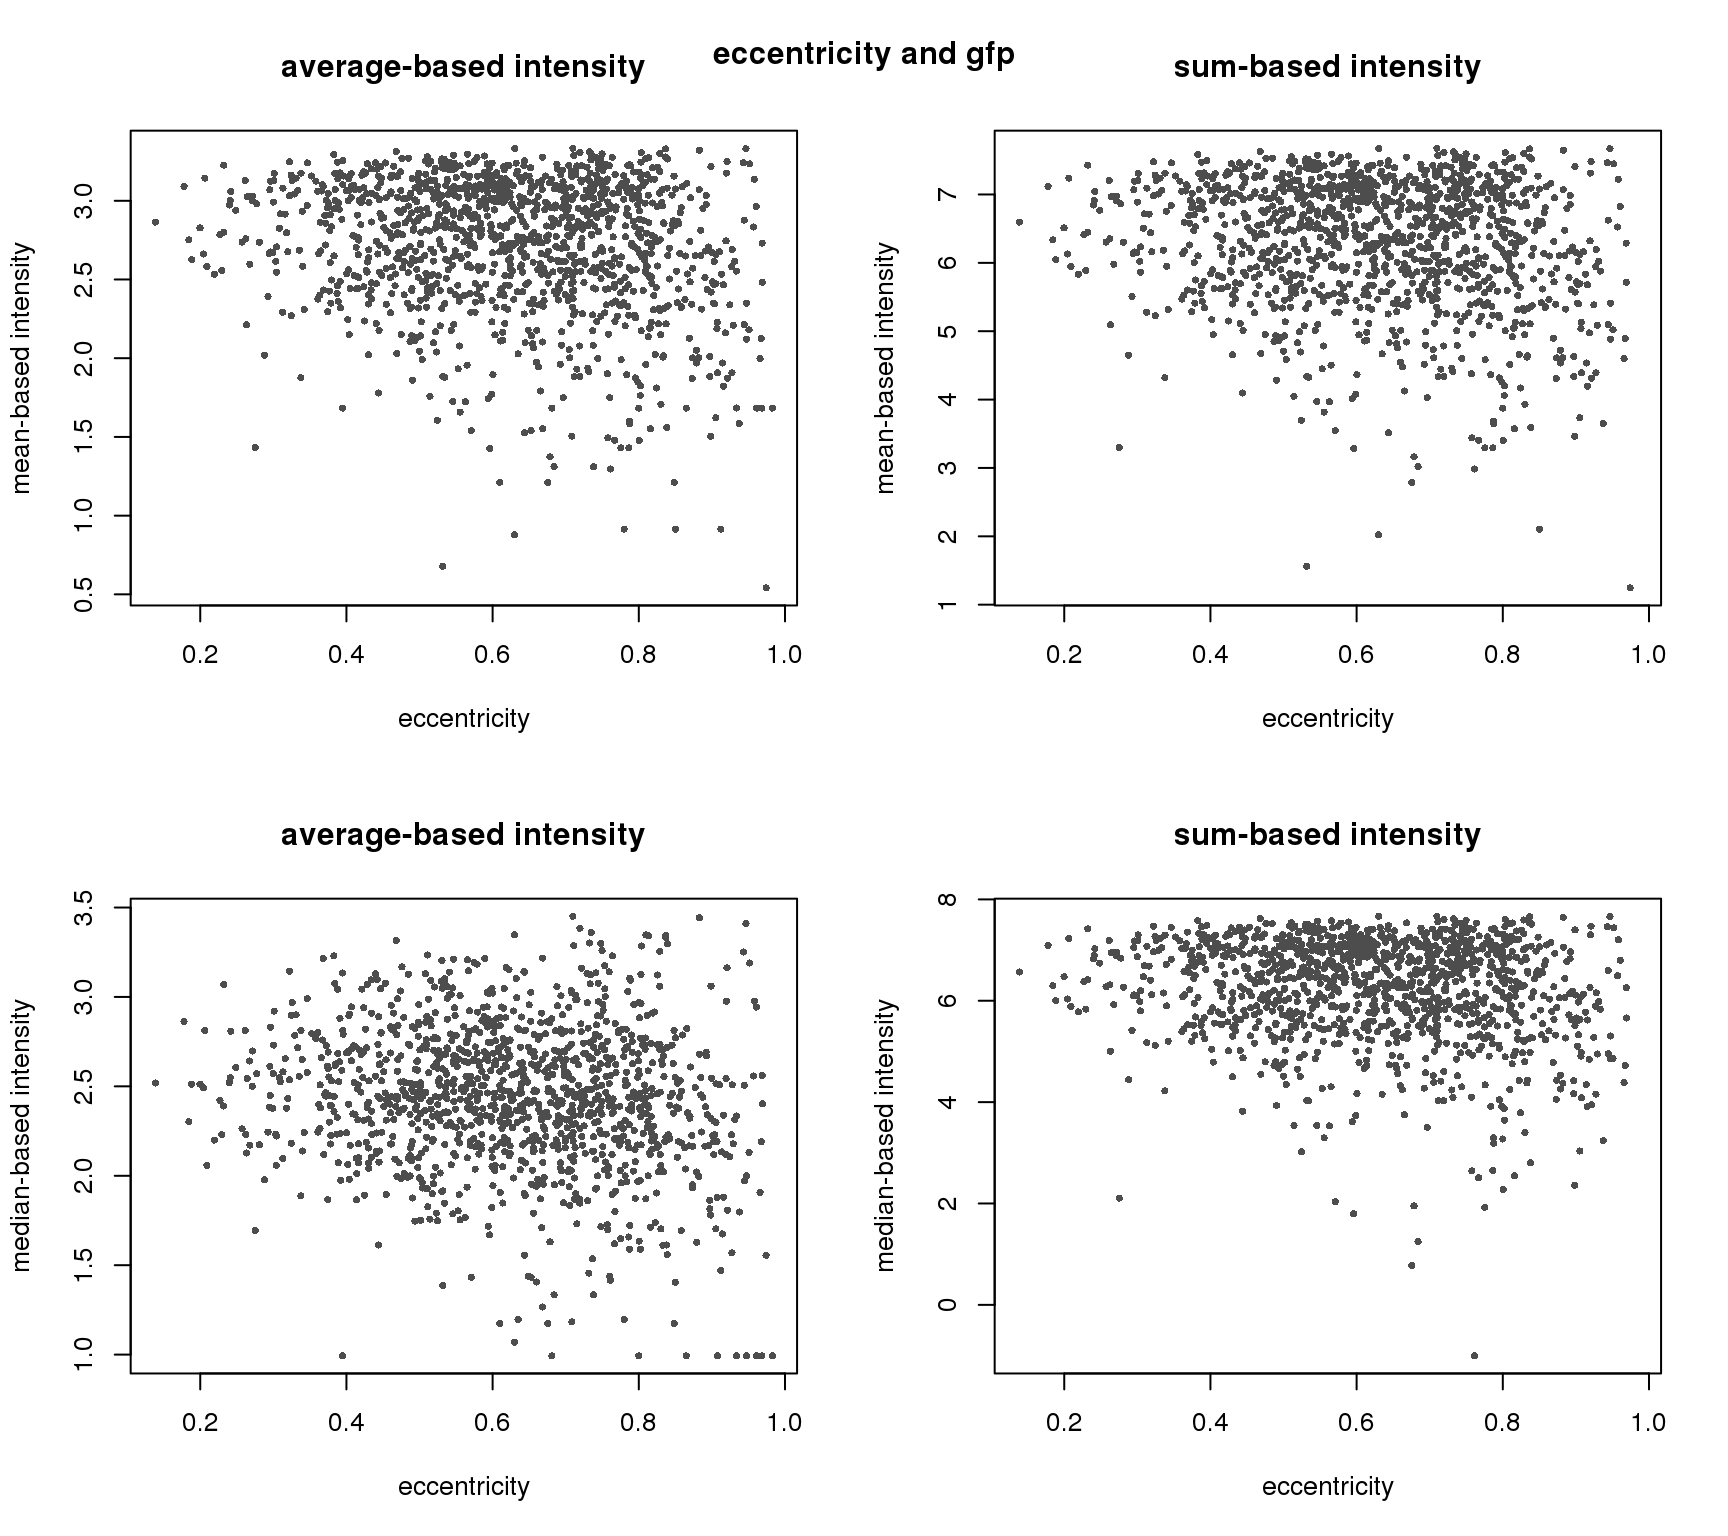 eccentricity and gfp
average-based intensity
mean-based intensity
0.5 1.0 1.5 2.0 2.5 3.0
0.2 0.4 0.6 0.8 1.0
eccentricity
sum-based intensity
mean-based intensity
1 2 3 4 5 6 7
0.2 0.4 0.6 0.8 1.0
eccentricity
average-based intensity
median-based intensity
1.0 1.5 2.0 2.5 3.0 3.5
0.2 0.4 0.6 0.8 1.0
eccentricity
sum-based intensity
median-based intensity
0 2 4 6 8
0.2 0.4 0.6 0.8 1.0
eccentricity